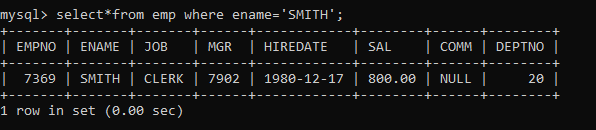 mysql> select*from emp where ename='SMITH';
+-------+-------+-------+------+------------+--------+------+--------+
| EMPNO | ENAME | JOB   | MGR  | HIREDATE   | SAL    | COMM | DEPTNO |
+-------+-------+-------+------+------------+--------+------+--------+
|  7369 | SMITH | CLERK | 7902 | 1980-12-17 | 800.00 | NULL |     20 |
+-------+-------+-------+------+------------+--------+------+--------+
1 row in set (0.00 sec)